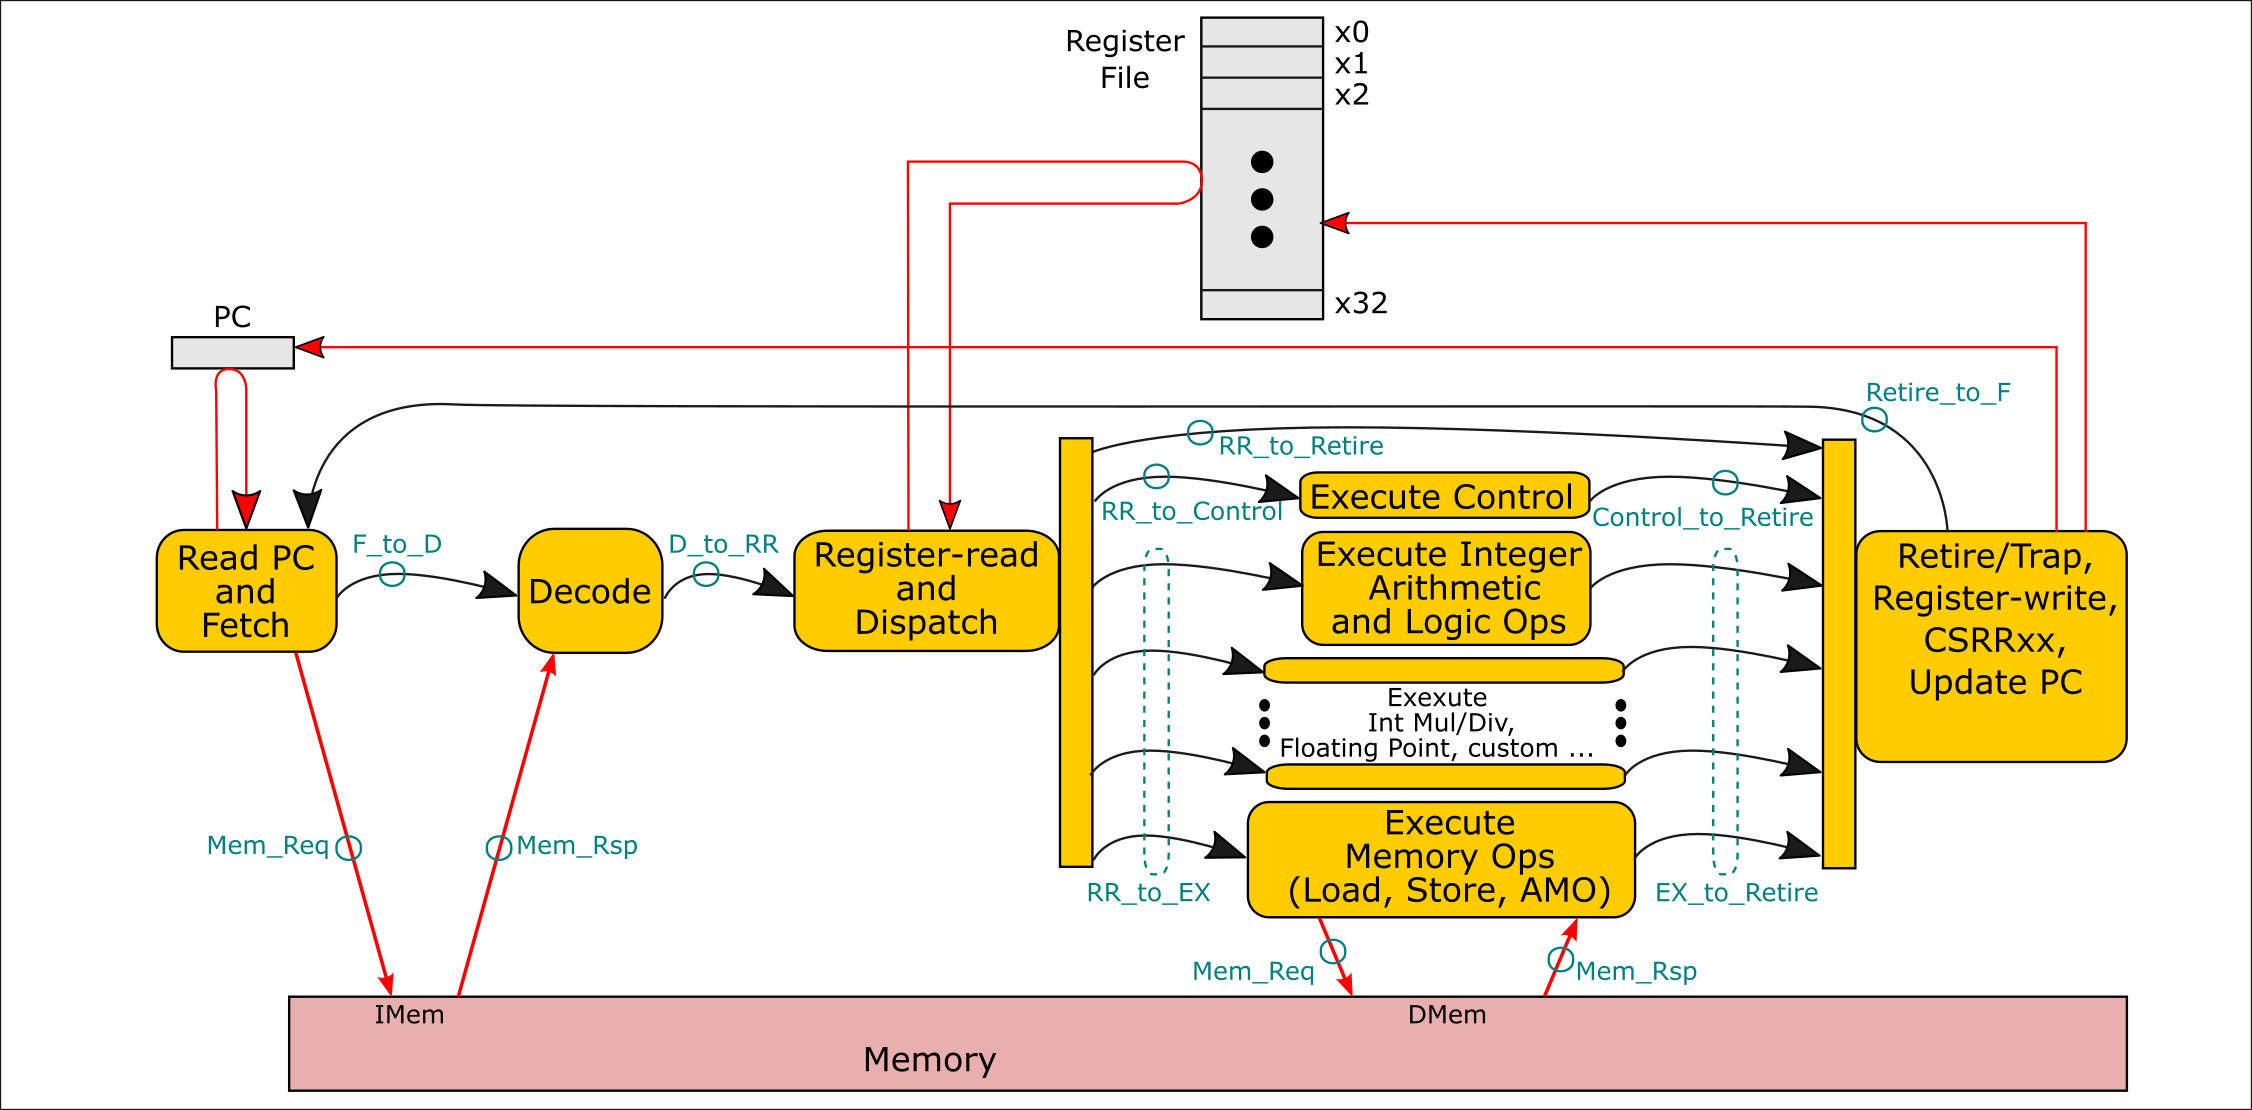 Register
File
x0
x1
x2
x32
PC
Retire_to_F
RR_to_Retire
RR_to_Control
Execute Control
Control_to_Retire
Read PC
and
Fetch
F_to_D
Decode
D_to_RR
Register-read
and
Dispatch
Execute Integer
Arithmetic
and Logic Ops
Exexute
Int Mul/Div,
Floating Point, custom ...
Execute
Memory Ops
(Load, Store, AMO)
RR_to_EX
EX_to_Retire
Retire/Trap,
Register-write,
CSRRxx,
Update PC
Mem_Req
Mem_Rsp
Mem_Req
Mem_Rsp
IMem
DMem
Memory